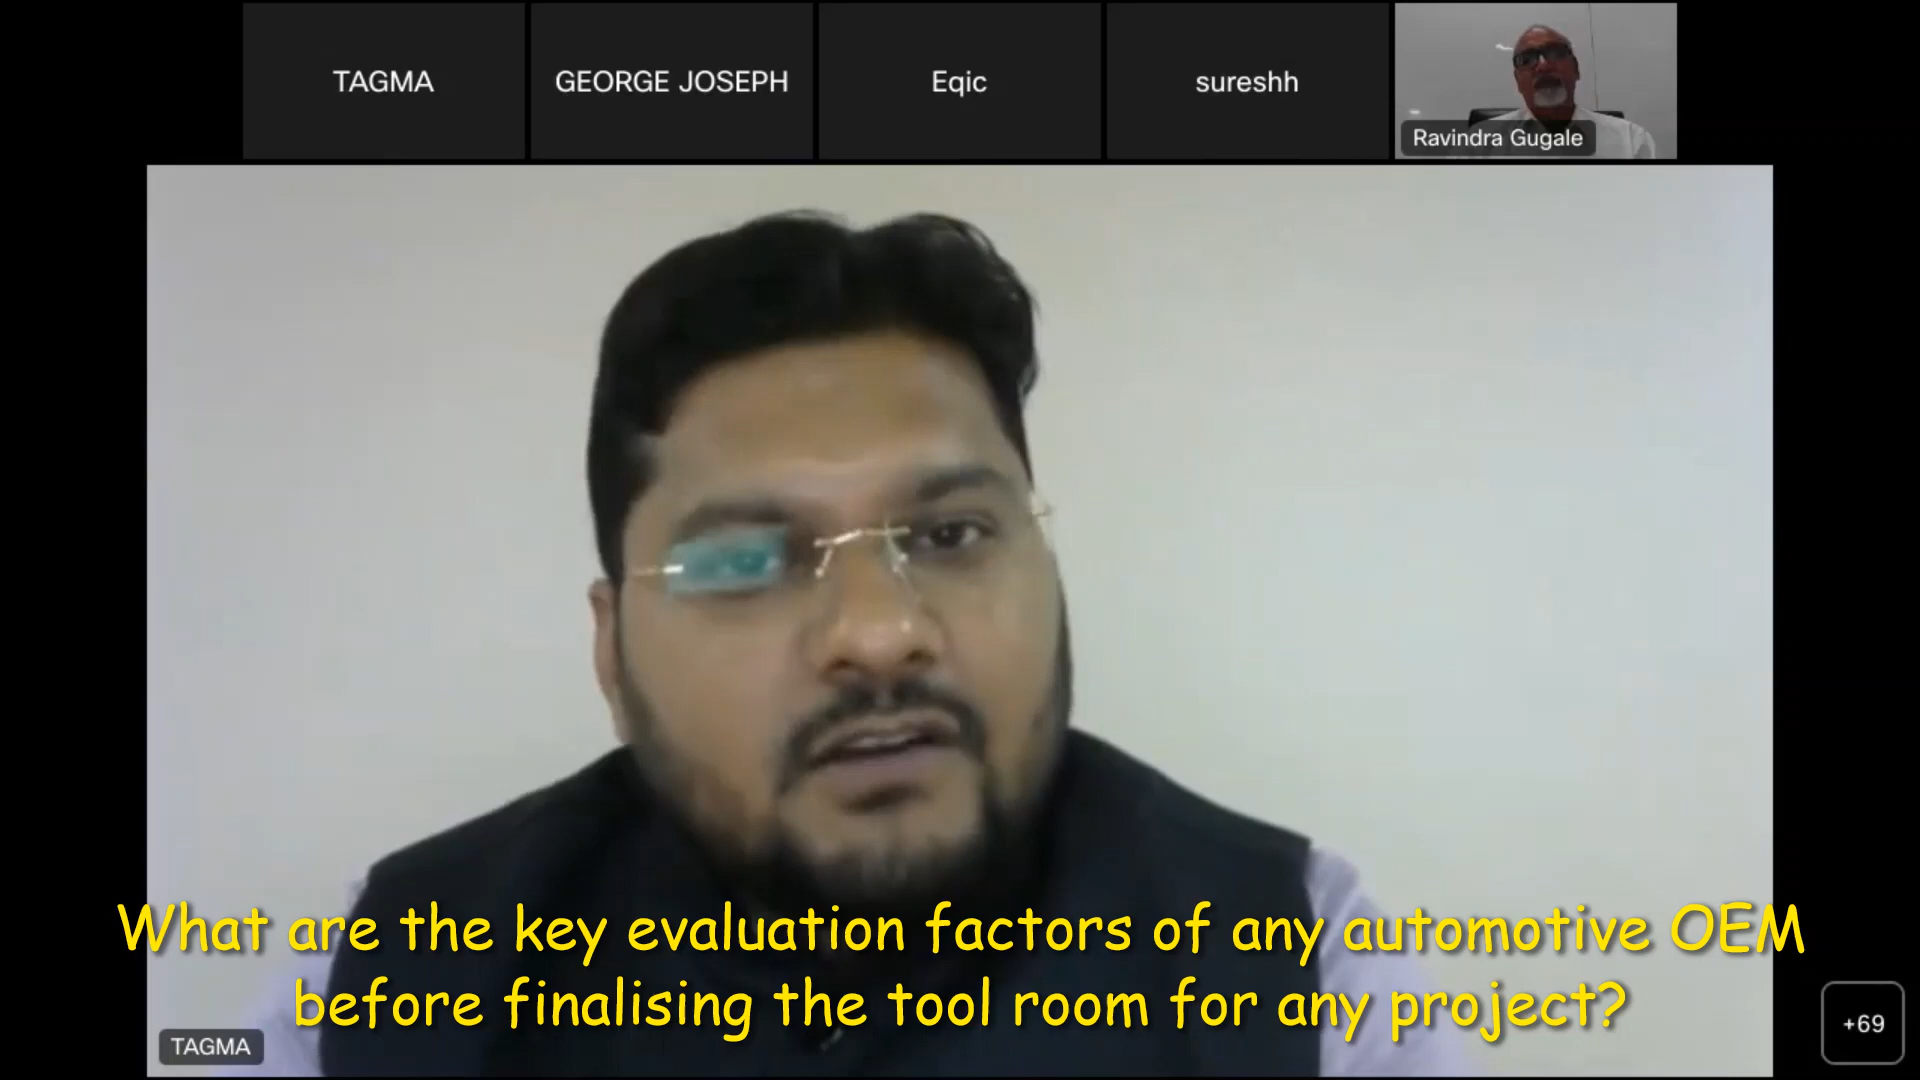 TAGMA
GEORGE JOSEPH
Eqic
sureshh
Ravindra Gugale
What are the key evaluation factors of any automotive OEM
before finalising the tool room for any project?
TAGMA
+69